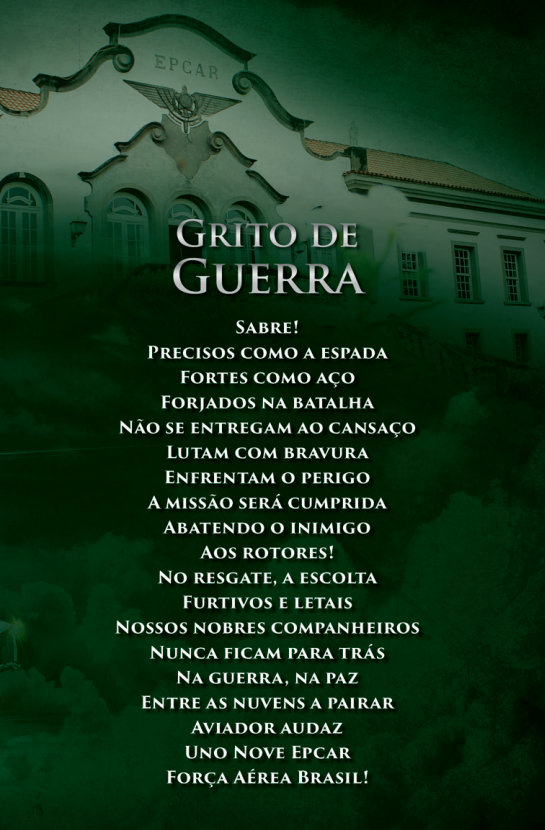 EPCAR
GRITO DE
GUERRA
SABRE!
PRECISOS COMO A ESPADA
FORTES COMO AÇO
FORJADOS NA BATALHA
NÃO SE ENTREGAM AO CANSAÇO
LUTAM COM BRAVURA
ENFRENTAM O PERIGO
A MISSÃO SERÁ CUMPRIDA
ABATENDO O INIMIGO
AOS ROTORES!
NO RESGATE, A ESCOLTA
FURTIVOS E LETAIS
NOSSOS NOBRES COMPANHEIROS
NUNCA FICAM PARA TRÁS
NA GUERRA, NA PAZ
ENTRE AS NUVENS A PAIRAR
AVIADOR AUDAZ
UNO NOVE EPCAR
FORÇA AÉREA BRASIL!